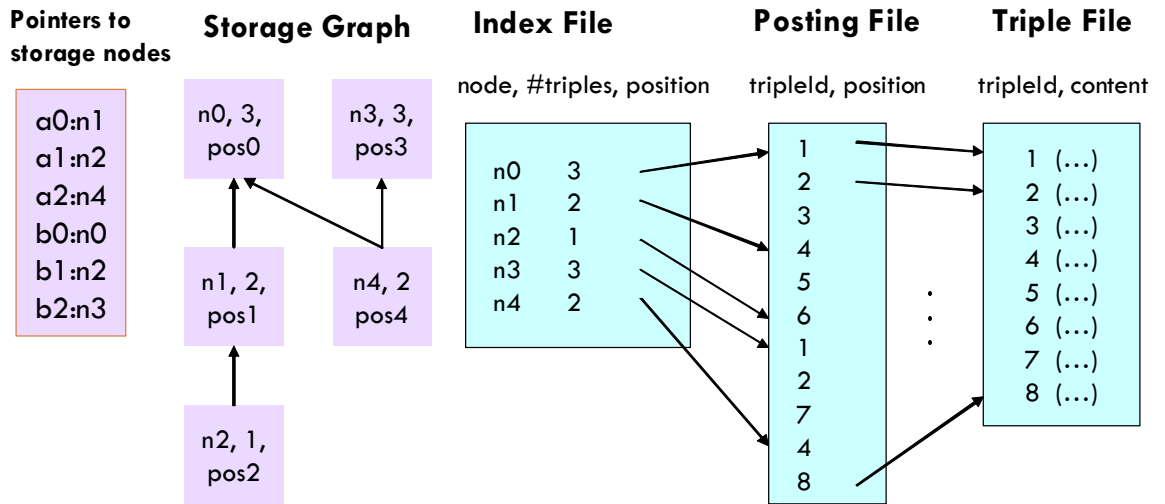 Pointers to
storage nodes
a0:n1
a1:n2
a2:n4
b0:n0
b1:n2
b2:n3
Storage Graph
n0, 3,
pos0
n3, 3,
pos3
n1, 2,
pos1
n4, 2
pos4
n2, 1,
pos2
Index File
node, #triples, position
n0 3
n1 2
n2 1
n3 3
n4 2
Posting File
tripleId, position
1
2
3
4
5
6
1
2
7
4
8
Triple File
tripleId, content
1 (...)
2 (...)
3 (...)
4 (...)
5 (...)
6 (...)
7 (...)
8 (...)